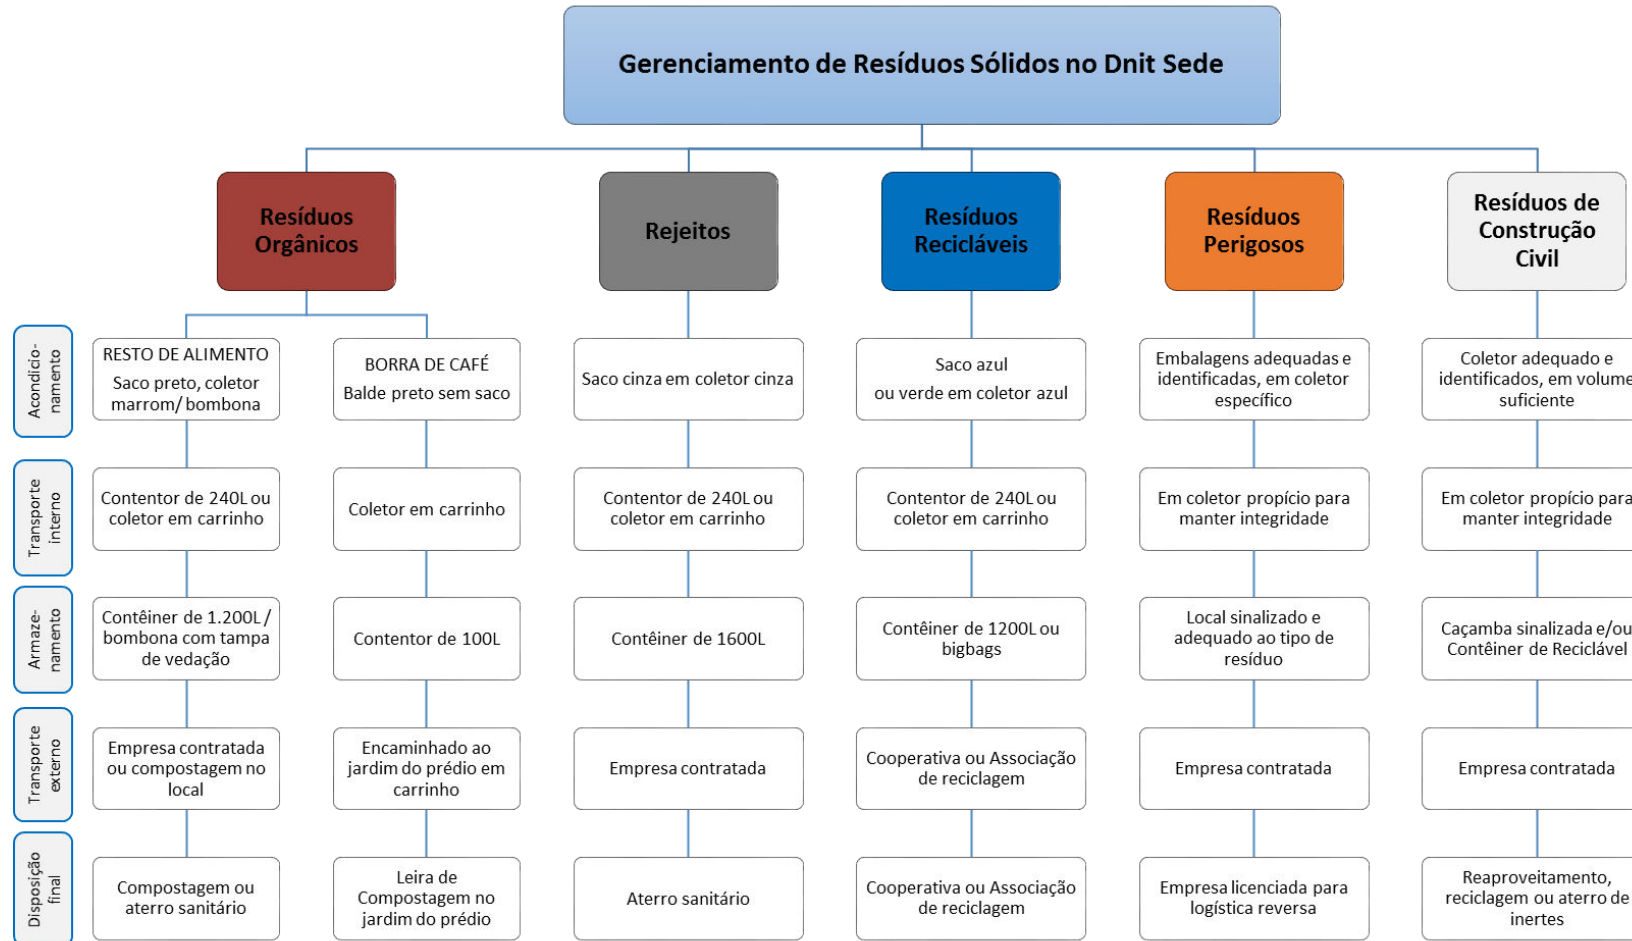 Gerenciamento de Resíduos Sólidos no Dnit Sede
Resíduos
Orgânicos
Rejeitos
Resíduos
Recicláveis
Resíduos
Perigosos
Resíduos de
Construção
Civil
Acondicio-
namento
RESTO DE ALIMENTO
Saco preto, coletor
marrom/ bombona
BORRA DE CAFÉ
Balde preto sem saco
Saco cinza em coletor cinza
Saco azul
ou verde em coletor azul
Embalagens adequadas e
identificadas, em coletor
específico
Coletor adequado e
identificados, em volume
suficiente
Transporte
interno
Contentor de 240L ou
coletor em carrinho
Coletor em carrinho
Contentor de 240L ou
coletor em carrinho
Contentor de 240L ou
coletor em carrinho
Em coletor propício para
manter integridade
Em coletor propício para
manter integridade
Armaze-
namento
Contêiner de 1.200L /
bombona com tampa
de vedação
Contentor de 100L
Contêiner de 1600L
Contêiner de 1200L ou
bigbags
Local sinalizado e
adequado ao tipo de
resíduo
Caçamba sinalizada e/ou
Contêiner de Reciclável
Transporte
externo
Empresa contratada
ou compostagem no
local
Encaminhado ao
jardim do prédio em
carrinho
Empresa contratada
Cooperativa ou Associação
de reciclagem
Empresa contratada
Empresa contratada
Disposição
final
Compostagem ou
aterro sanitário
Leira de
Compostagem no
jardim do prédio
Aterro sanitário
Cooperativa ou Associação
de reciclagem
Empresa licenciada para
logística reversa
Reaproveitamento,
reciclagem ou aterro de
inertes